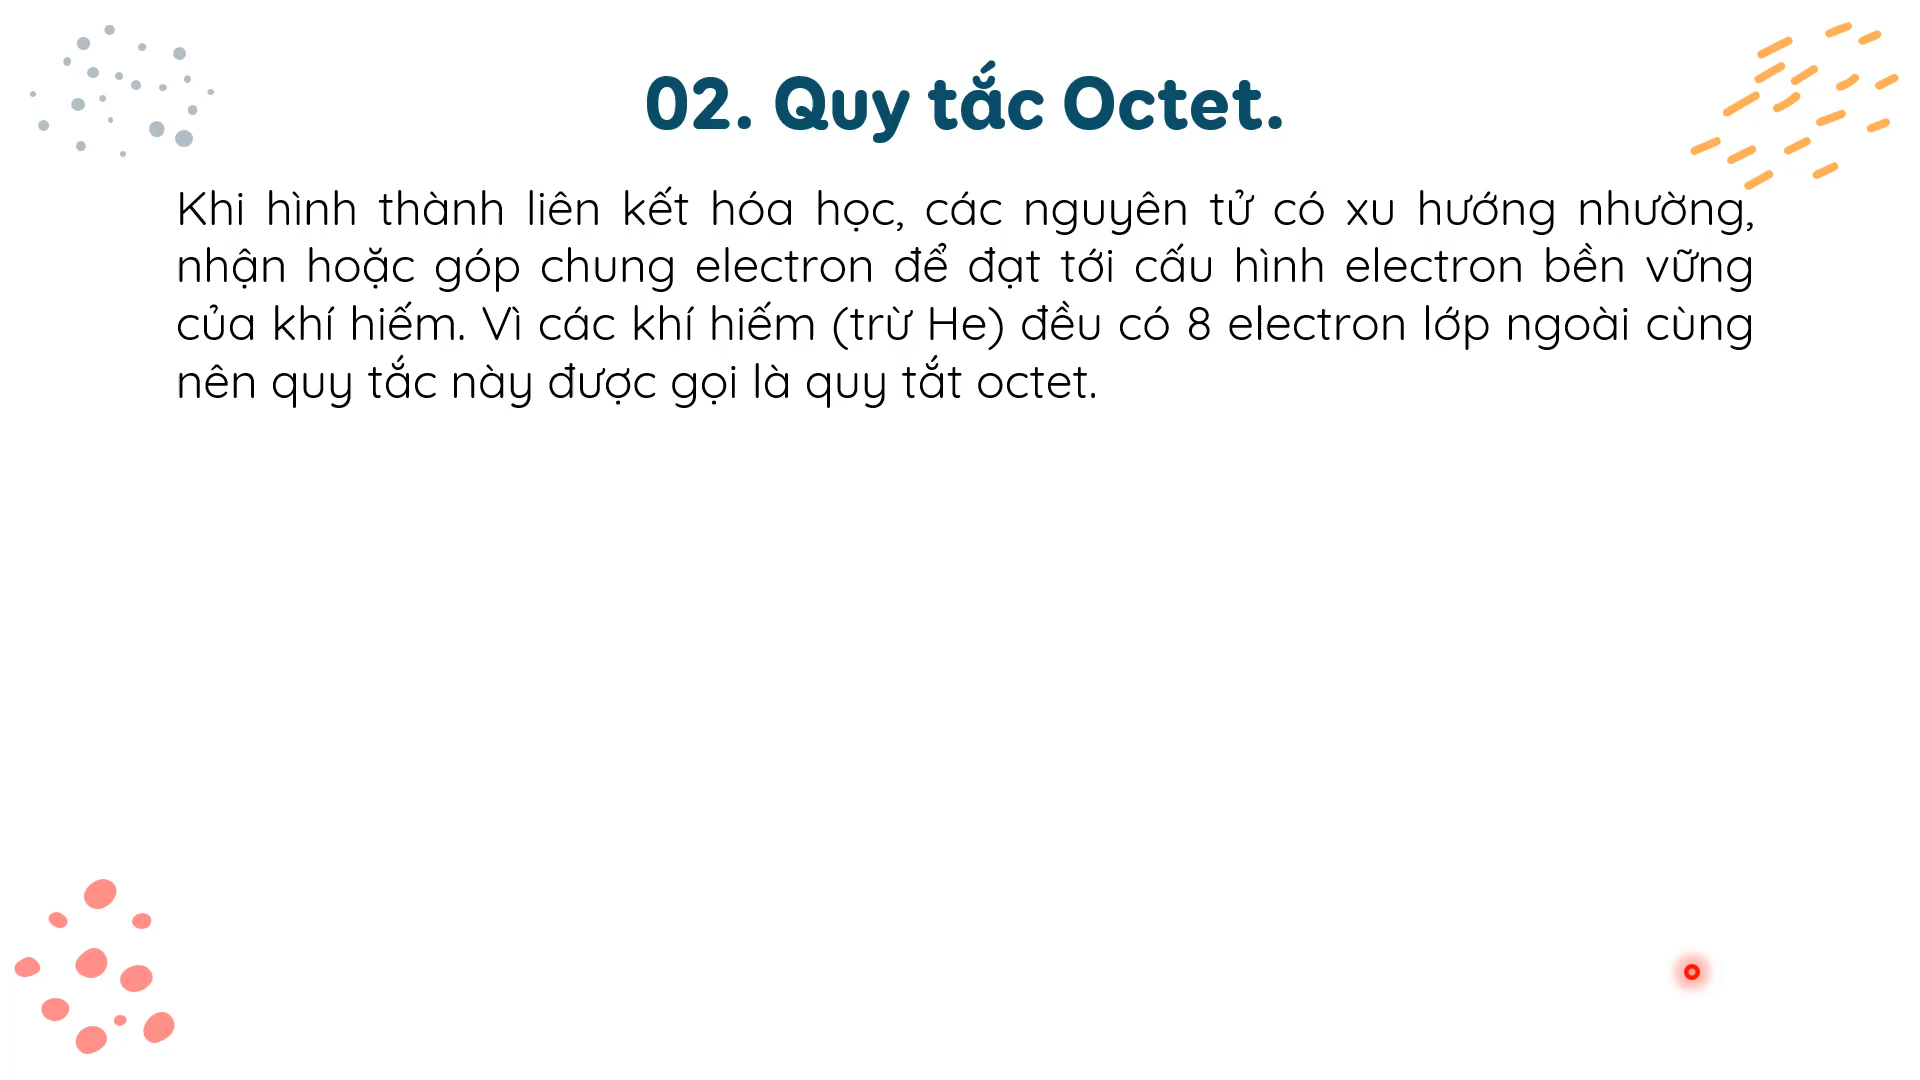 02. Quy tắc Octet.
Khi hình thành liên kết hóa học, các nguyên tử có xu hướng nhường,
nhận hoặc góp chung electron để đạt tới cấu hình electron bền vững
của khí hiếm. Vì các khí hiếm (trừ He) đều có 8 electron lớp ngoài cùng
nên quy tắc này được gọi là quy tắt octet.